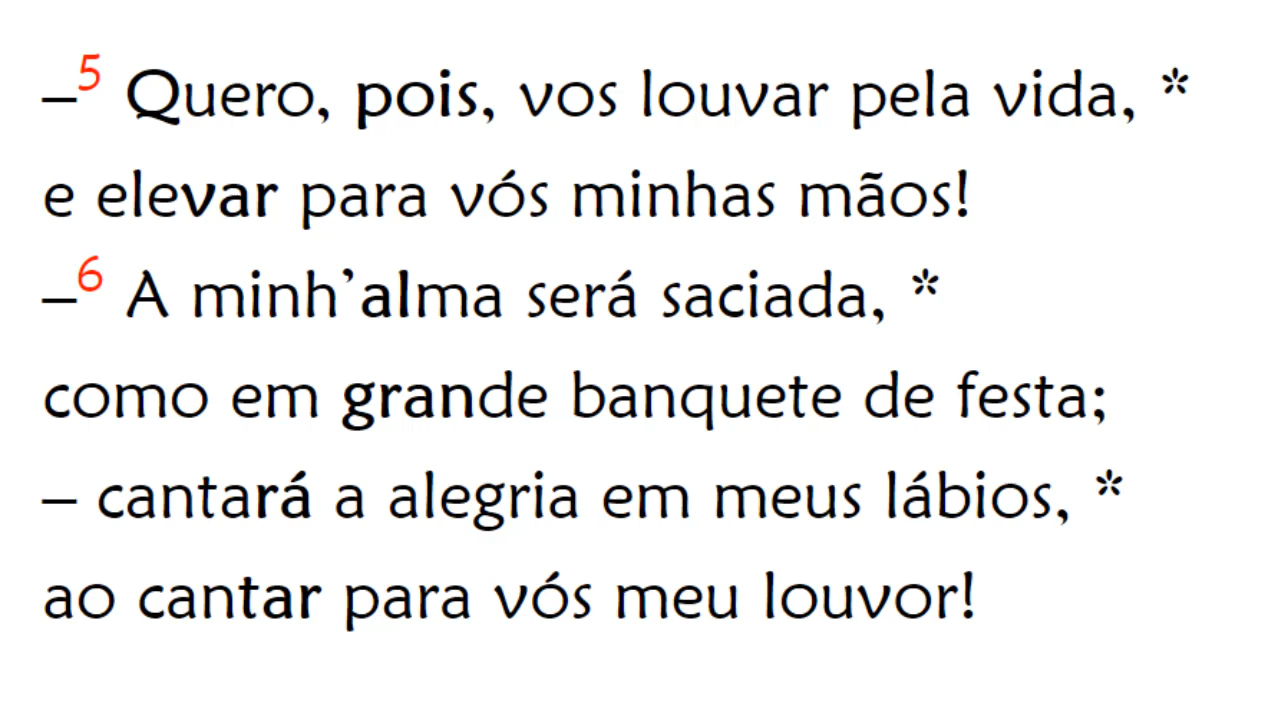 –5 Quero, pois, vos louvar pela vida, *
e elevar para vós minhas mãos!
–6 A minh’alma será saciada, *
como em grande banquete de festa;
– cantará a alegria em meus lábios, *
ao cantar para vós meu louvor!